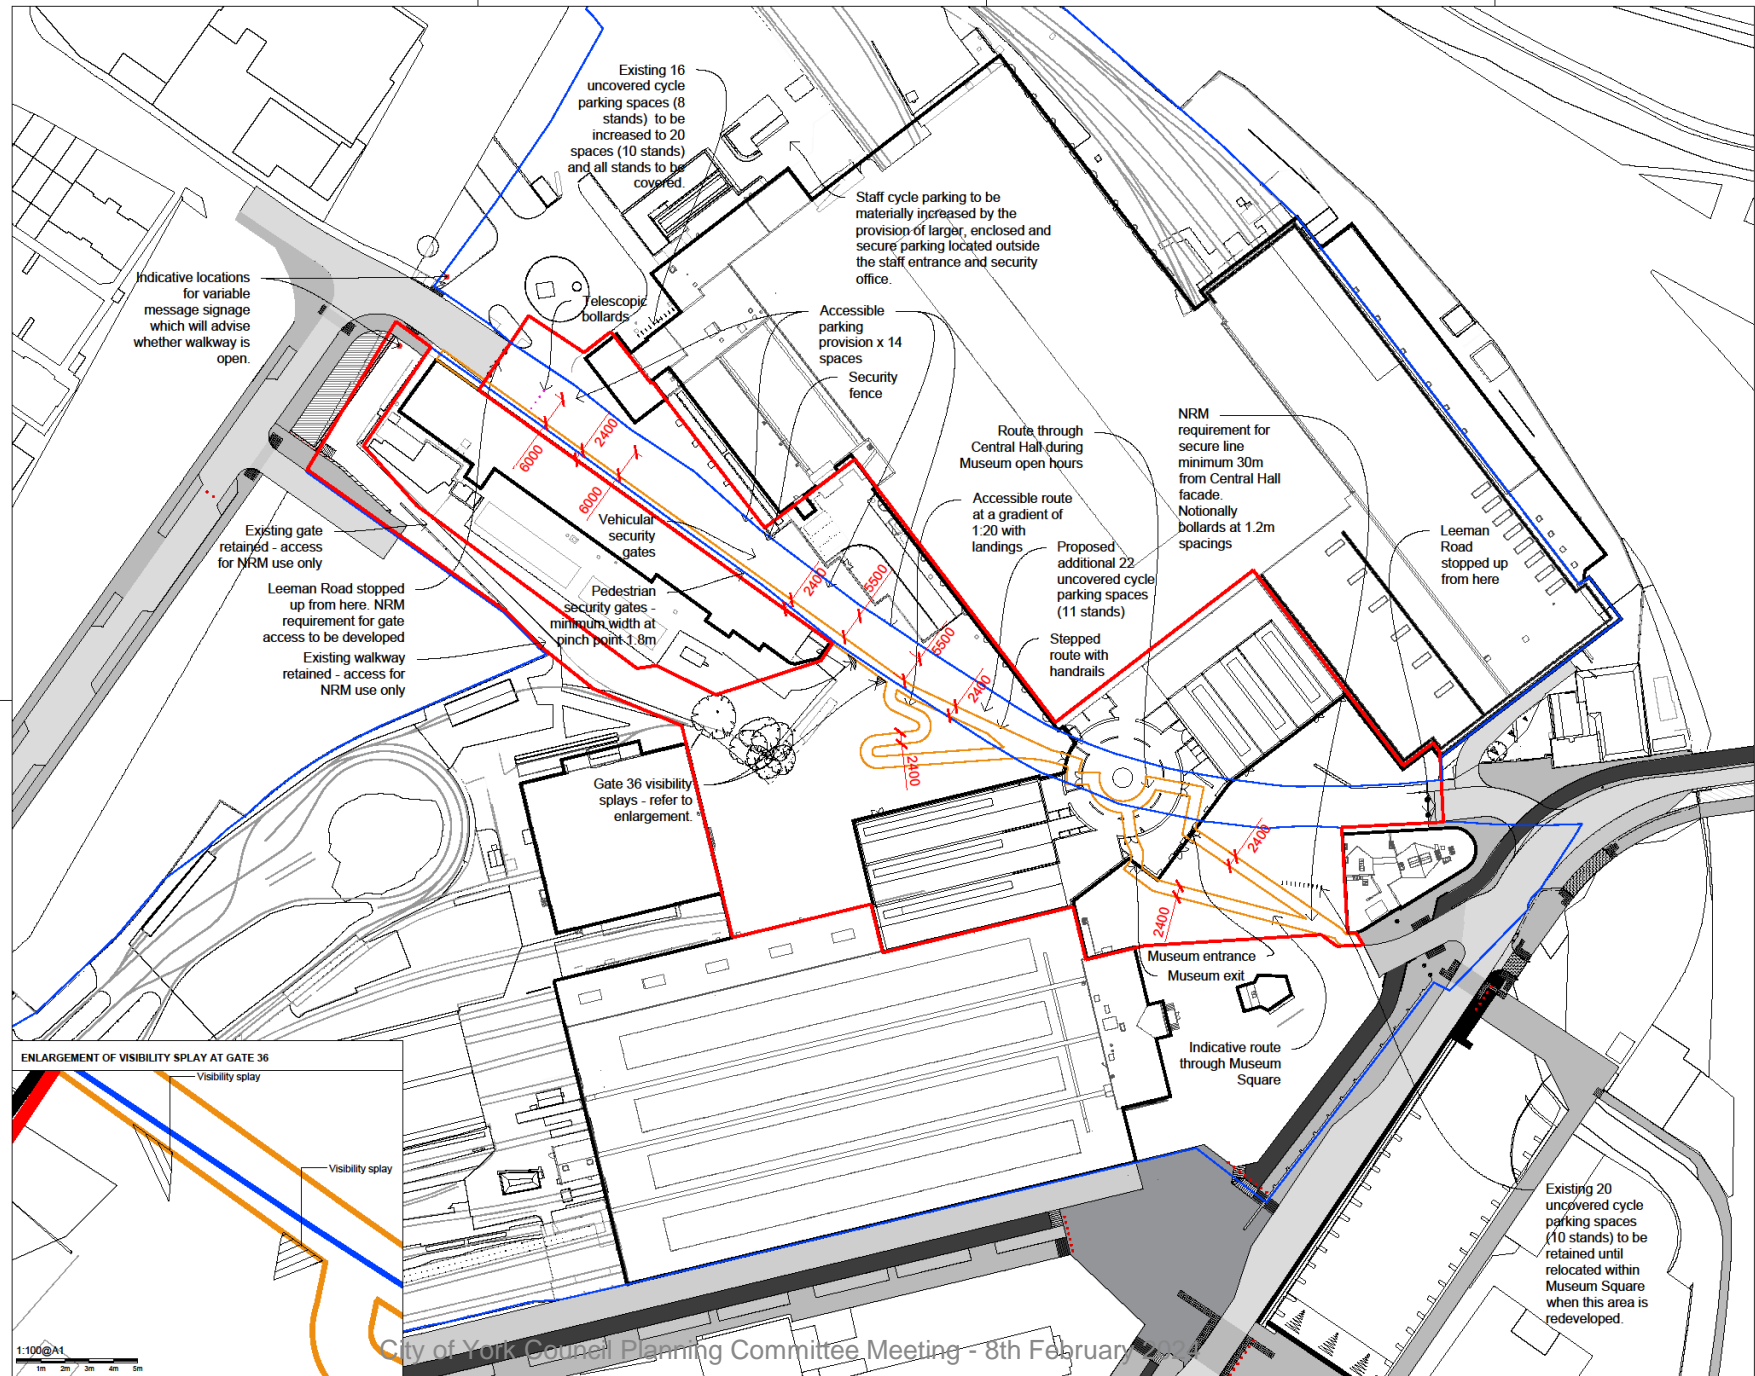 Existing 16
uncovered cycle
parking spaces (8
stands) to be
increased to 20
spaces (10 stands)
and all stands to be
covered.
Staff cycle parking to be
materially increased by the
provision of larger, enclosed and
secure parking located outside
the staff entrance and security
office.
Indicative locations
for variable
message signage
which will advise
whether walkway is
open.
Telescopic
bollards
Accessible
parking
provision x 14
spaces
Security
fence
Route through
Central Hall during
Museum open hours
NRM
requirement for
secure line
minimum 30m
from Central Hall
facade.
Notionally
bollards at 1.2m
spacings
Accessible route
at a gradient of
1:20 with
landings
Leeman
Road
stopped up
from here
Proposed
additional 22
uncovered cycle
parking spaces
(11 stands)
Stepped
route with
handrails
6000
2400
6000
Vehicular
security
gates
Existing gate
retained - access
for NRM use only
Leeman Road stopped
up from here. NRM
requirement for gate
access to be developed
Pedestrian
security gates -
minimum width at
pinch point 1.8m
Existing walkway
retained - access for
NRM use only
2400
5500
5500
2400
2400
Gate 36 visibility
splays - refer to
enlargement.
2400
2400
Museum entrance
Museum exit
Indicative route
through Museum
Square
Existing 20
uncovered cycle
parking spaces
(10 stands) to be
retained until
relocated within
Museum Square
when this area is
redeveloped.
ENLARGEMENT OF VISIBILITY SPLAY AT GATE 36
Visibility splay
Visibility splay
1:100@A1
1m 2m 3m 4m 5m
City of York Council Planning Committee Meeting - 8th February